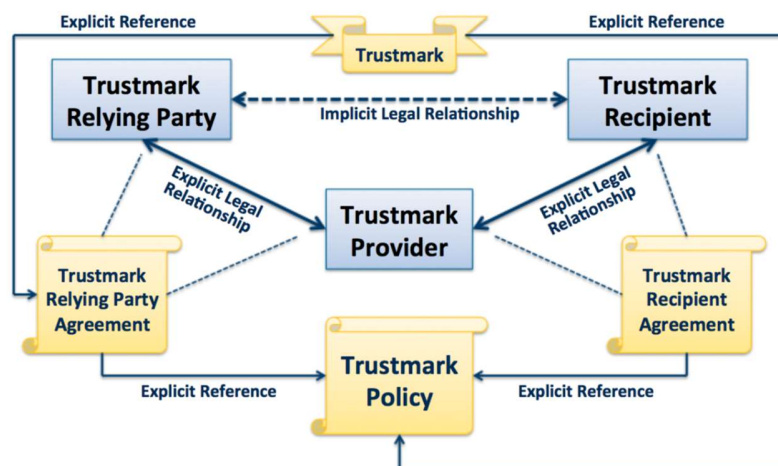 Explicit Reference
Explicit Reference
Trustmark
Trustmark
Relying Party
Trustmark
Recipient
Implicit Legal Relationship
Explicit Legal
Relationship
Explicit Legal
Relationship
Trustmark
Provider
Trustmark
Relying Party
Agreement
Trustmark
Recipient
Agreement
Trustmark
Policy
Explicit Reference
Explicit Reference